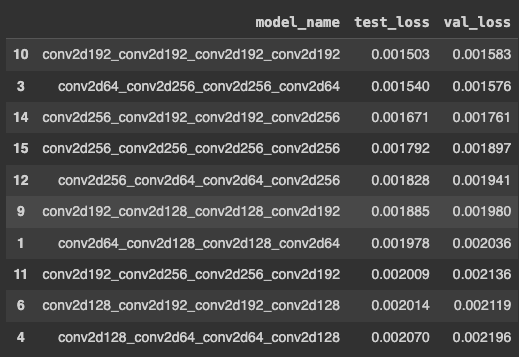 model_name test_loss val_loss
10 conv2d192_conv2d192_conv2d192_conv2d192 0.001503 0.001583
3 conv2d64_conv2d256_conv2d256_conv2d64 0.001540 0.001576
14 conv2d256_conv2d192_conv2d192_conv2d256 0.001671 0.001761
15 conv2d256_conv2d256_conv2d256_conv2d256 0.001792 0.001897
12 conv2d256_conv2d64_conv2d64_conv2d256 0.001828 0.001941
9 conv2d192_conv2d128_conv2d128_conv2d192 0.001885 0.001980
1 conv2d64_conv2d128_conv2d128_conv2d64 0.001978 0.002036
11 conv2d192_conv2d256_conv2d256_conv2d192 0.002009 0.002136
6 conv2d128_conv2d192_conv2d192_conv2d128 0.002014 0.002119
4 conv2d128_conv2d64_conv2d64_conv2d128 0.002070 0.002196